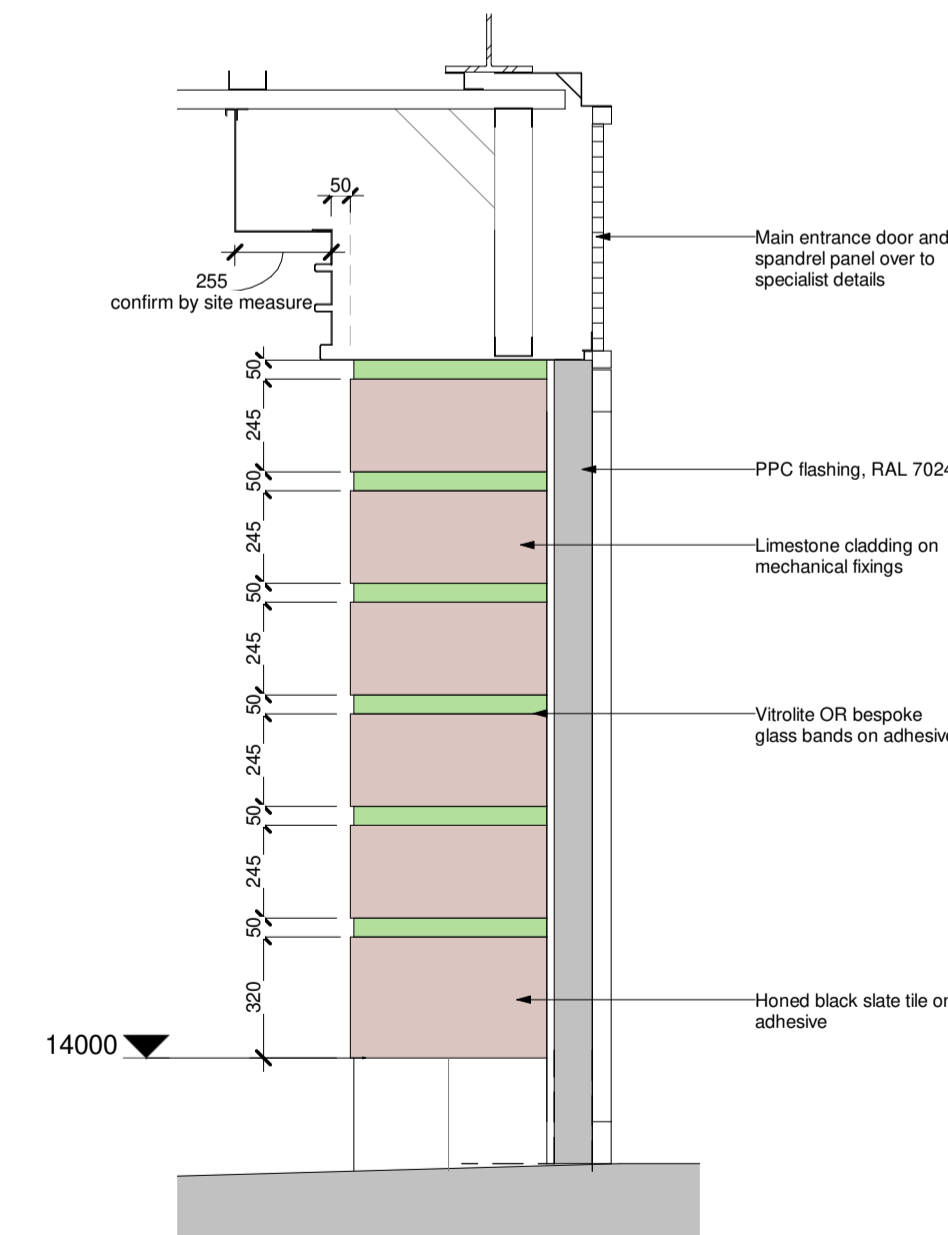 50
Main entrance door and
spandrel panel over to
specialist details
255
confirm by site measure
50
245
50
PPC flashing, RAL 7024
245
Limestone cladding on
mechanical fixings
50
245
50
Vitrolite OR bespoke
glass bands on adhesive
245
50
245
50
320
Honed black slate tile on
adhesive
14000